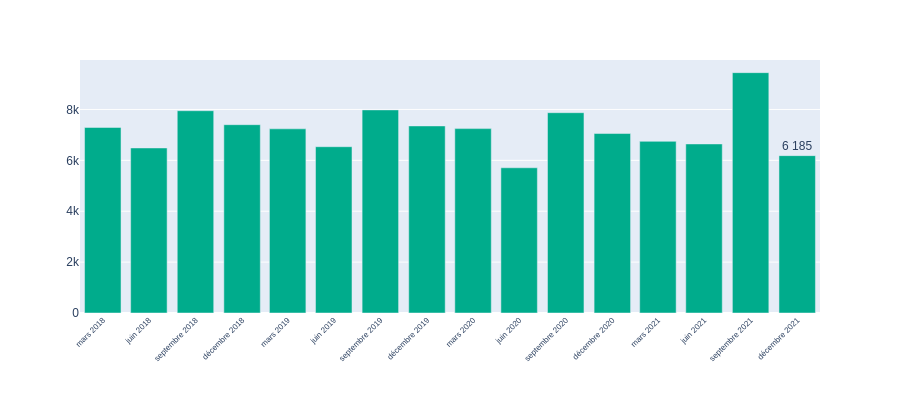 8k
6k
4k
2k
0
6 185
mars 2018
juin 2018
septembre 2018
décembre 2018
mars 2019
juin 2019
septembre 2019
décembre 2019
mars 2020
juin 2020
septembre 2020
décembre 2020
mars 2021
juin 2021
septembre 2021
décembre 2021